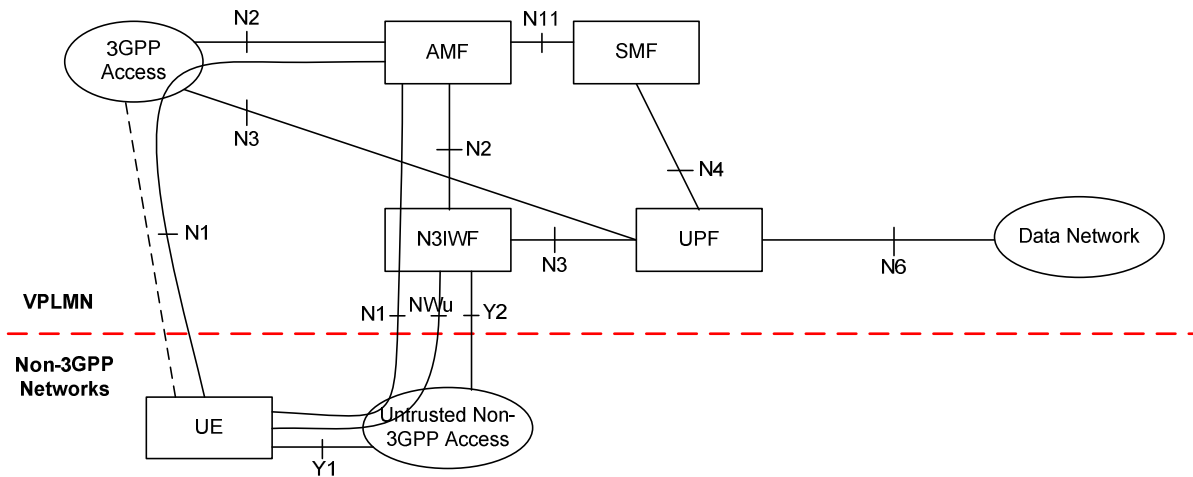 N2
3GPP
Access
AMF
N11
SMF
N3
N2
N4
N1
N3IWF
N3
UPF
N6
Data Network
VPLMN
N1
NWu
Y2
Non-3GPP
Networks
UE
Untrusted Non-
3GPP Access
Y1